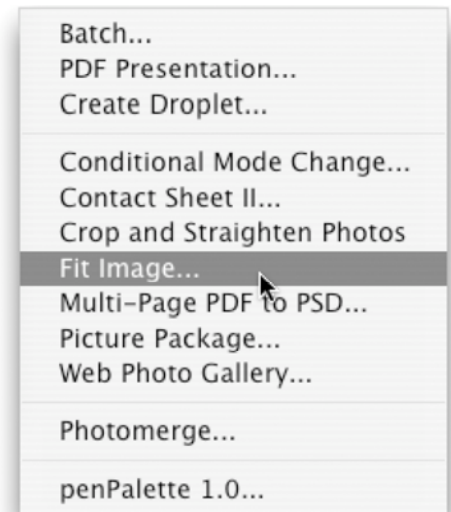 Batch...
PDF Presentation...
Create Droplet...
Conditional Mode Change...
Contact Sheet II...
Crop and Straighten Photos
Fit Image...
Multi-Page PDF to PSD...
Picture Package...
Web Photo Gallery...
Photomerge...
penPalette 1.0...